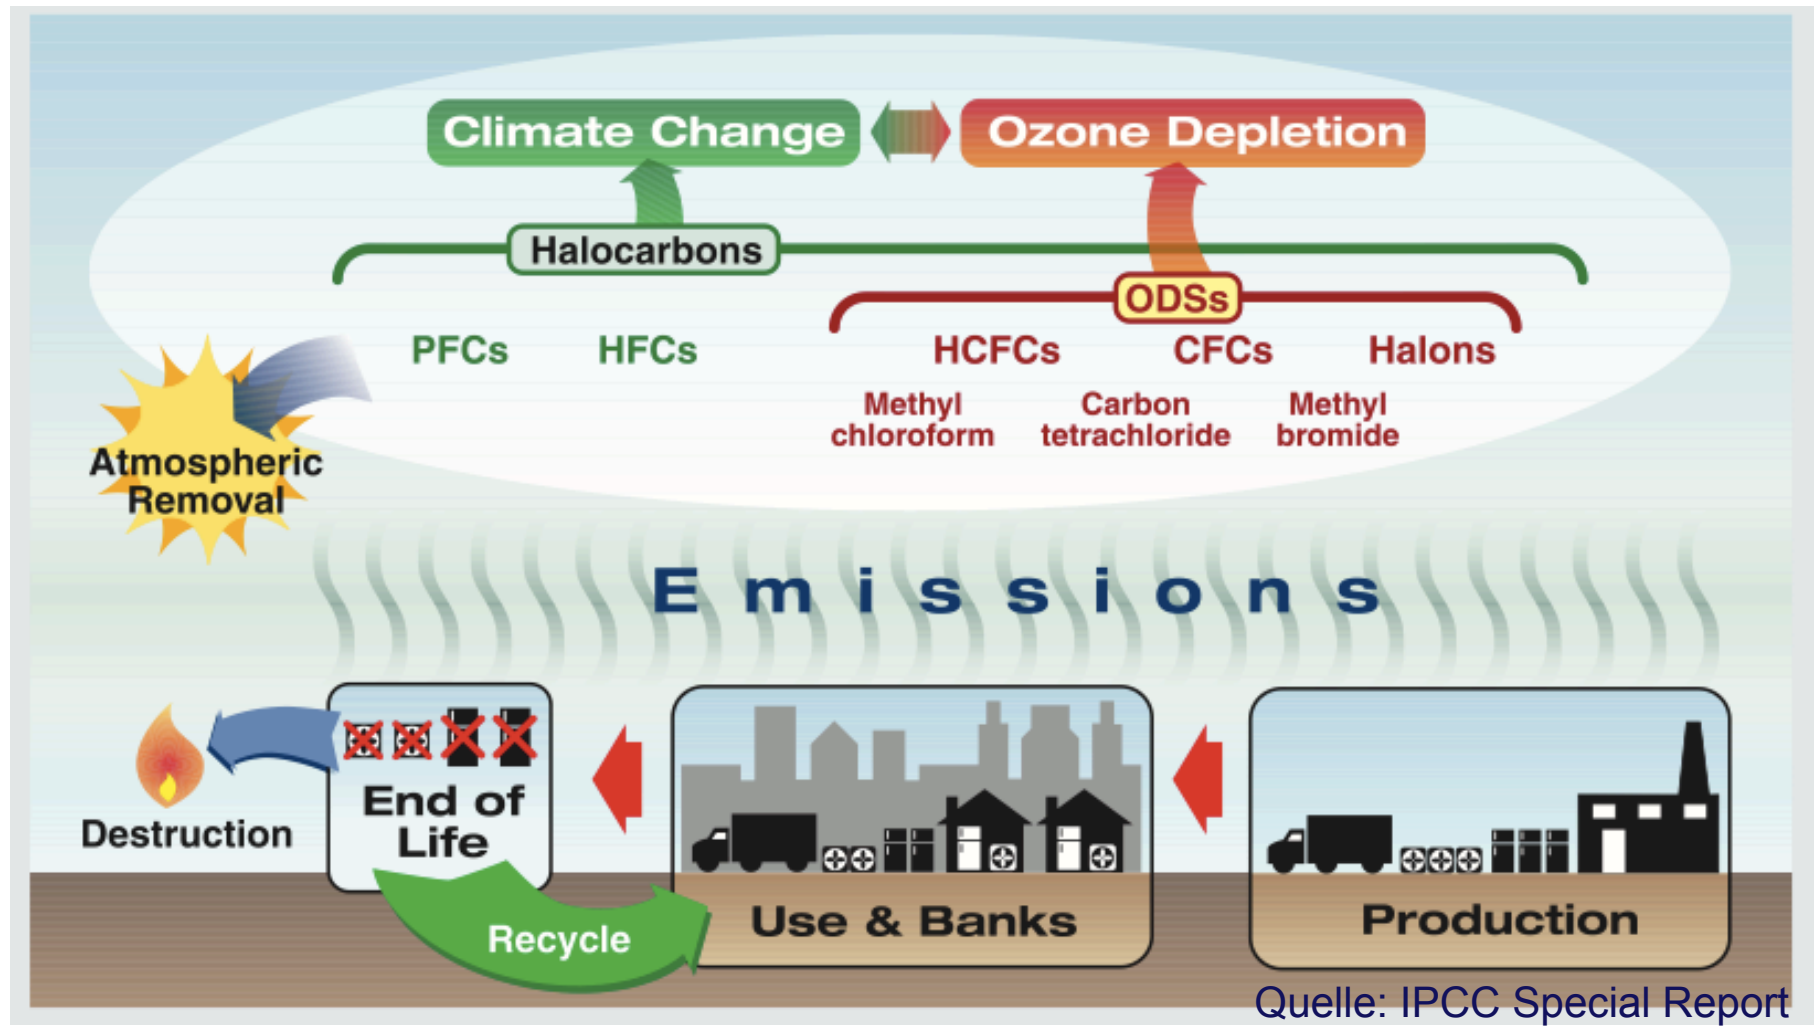 Climate Change
Ozone Depletion
Halocarbons
ODSs
PFCs
HFCs
HCFCs
CFCs
Halons
Methyl
chloroform
Carbon
tetrachloride
Methyl
bromide
Atmospheric
Removal
Emissions
End of
Life
Destruction
Recycle
Use & Banks
Production
Quelle: IPCC Special Report